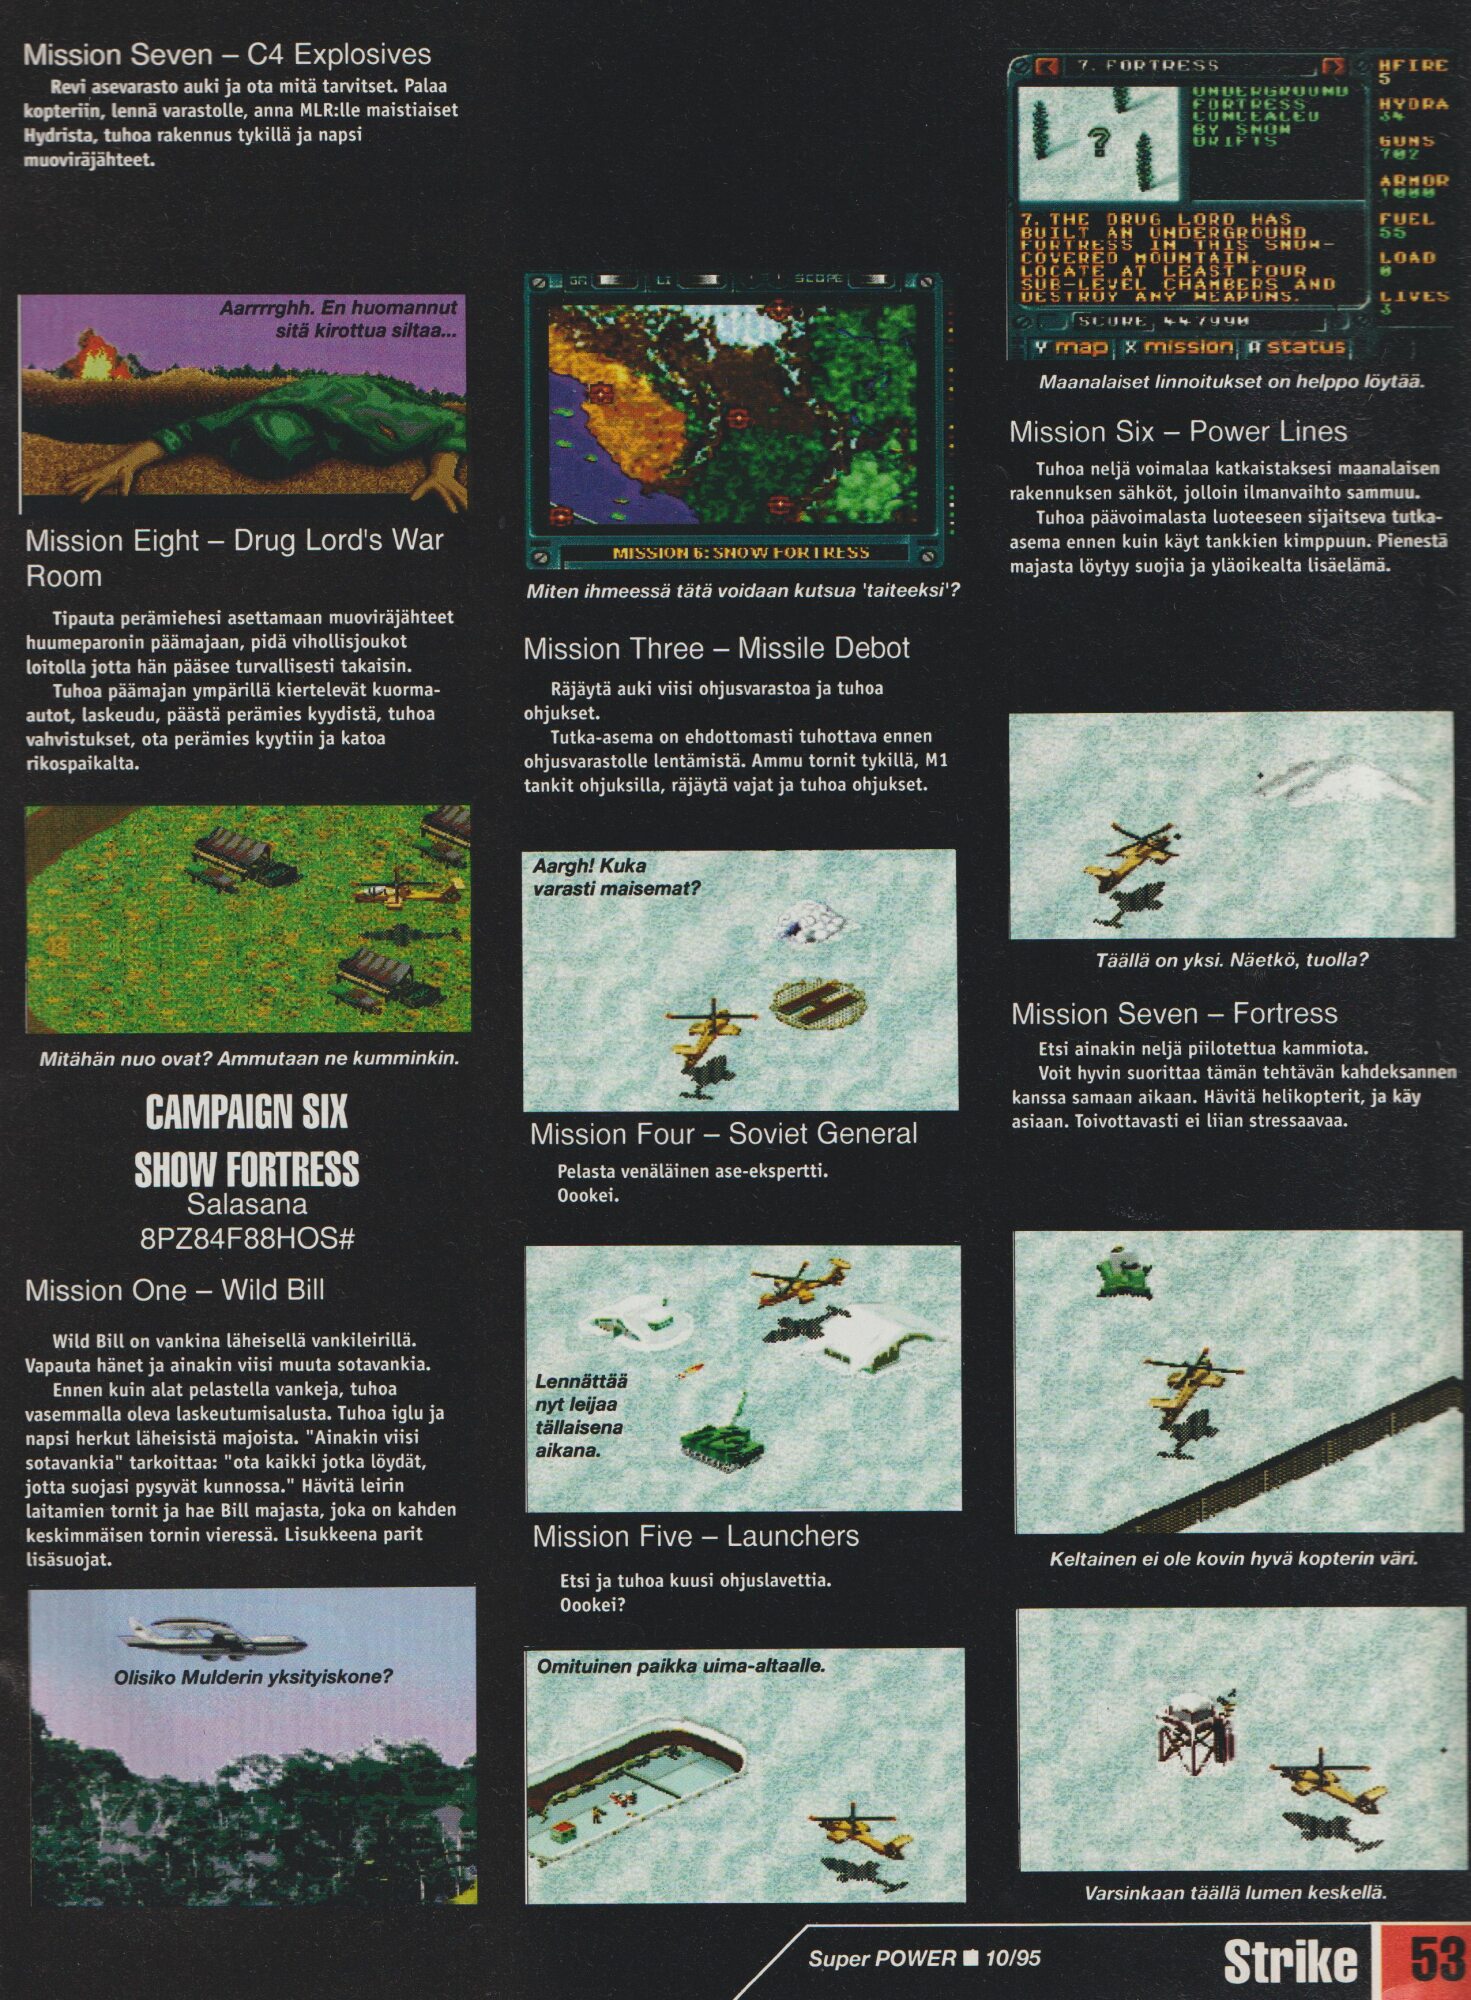 Mission Seven – C4 Explosives
Revi asevarasto auki ja ota mitä tarvitset. Palaa
kopteriin, lennä varastolle, anna MLR:lle maistiaiset
Hydrista, tuhoa rakennus tykillä ja napsi
muoviräjähteet.
Aarrrrghh. En huomannut
sitä kirottua siltaa...
Mission Eight – Drug Lord's War
Room
Tipauta perämiehesi asettamaan muoviräjähteet
huumeparonin päämajaan, pidä vihollisjoukot
loitolla jotta hän pääsee turvallisesti takaisin.
Tuhoa päämajan ympärillä kiertelevät kuorma-
autot, laskeudu, päästä perämies kyydistä, tuhoa
vahvistukset, ota perämies kyytiin ja katoa
rikospaikalta.
Mitähän nuo ovat? Ammutaan ne kumminkin.
CAMPAIGN SIX
SHOW FORTRESS
Salasana
8PZ84F88HOS#
Mission One – Wild Bill
Wild Bill on vankina läheisellä vankileirillä.
Vapauta hänet ja ainakin viisi muuta sotavankia.
Ennen kuin alat pelastella vankeja, tuhoa
vasemmalla oleva laskeutumisalusta. Tuhoa iglu ja
napsi herkut läheisistä majoista. "Ainakin viisi
sotavankia" tarkoittaa: "ota kaikki jotka löydät,
jotta suojasi pysyvät kunnossa." Hävitä leirin
laitamien tornit ja hae Bill majasta, joka on kahden
keskimmäisen tornin vieressä. Lisukkeena parit
lisäsuojat.
Olisiko Mulderin yksityiskone?
SCOPE
MISSION 6: SNOW FORTRESS
Miten ihmeessä tätä voidaan kutsua 'taiteeksi'?
Mission Three – Missile Debot
Räjäytä auki viisi ohjusvarastoa ja tuhoa
ohjukset.
Tutka-asema on ehdottomasti tuhottava ennen
ohjusvarastolle lentämistä. Ammu tornit tykillä, M1
tankit ohjuksilla, räjäytä vajat ja tuhoa ohjukset.
Aargh! Kuka
varasti maisemat?
Mission Four – Soviet General
Pelasta venäläinen ase-ekspertti.
Oookei.
Lennättää
nyt leijaa
tällaisena
aikana.
Mission Five – Launchers
Etsi ja tuhoa kuusi ohjuslavettia.
Oookei?
Omituinen paikka uima-altaalle.
7. FORTRESS
UNDERGROUND
FORTRESS
CONCEALED
BY SNOW
DRIFTS
?
7. THE DRUG LORD HAS
BUILT AN UNDERGROUND
FORTRESS IN THIS SNOW-
COVERED MOUNTAIN.
LOCATE AT LEAST FOUR
SUB-LEVEL CHAMBERS AND
DESTROY ANY WEAPONS.
SCORE 447990
Y map X mission A status
HFIRE
5
HYDRA
34
GUNS
702
ARMOR
1000
FUEL
55
LOAD
0
LIVES
3
Maanalaiset linnoitukset on helppo löytää.
Mission Six – Power Lines
Tuhoa neljä voimalaa katkaistaksesi maanalaisen
rakennuksen sähköt, jolloin ilmanvaihto sammuu.
Tuhoa päävoimalasta luoteeseen sijaitseva tutka-
asema ennen kuin käyt tankkien kimppuun. Pienestä
majasta löytyy suojia ja yläoikealta lisäelämä.
Täällä on yksi. Näetkö, tuolla?
Mission Seven – Fortress
Etsi ainakin neljä piilotettua kammiota.
Voit hyvin suorittaa tämän tehtävän kahdeksannen
kanssa samaan aikaan. Hävitä helikopterit, ja käy
asiaan. Toivottavasti ei liian stressaavaa.
Keltainen ei ole kovin hyvä kopterin väri.
Varsinkaan täällä lumen keskellä.
Super POWER 10/95
Strike
53